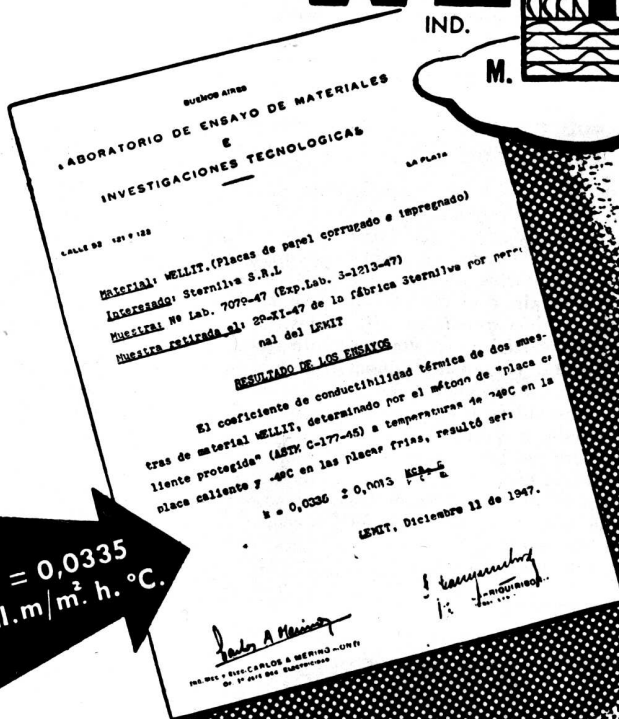 IND.
M.
BUENOS AIRES
LABORATORIO DE ENSAYO DE MATERIALES
E
INVESTIGACIONES TECNOLOGICAS
LA PLATA
CALLE 52 121 Y 122
Material: WELLIT.(Placas de papel corrugado e impregnado)
Interesado: Sternilva S.R.L
Muestra: Nº Lab. 7079-47 (Exp.Lab. 3-1213-47)
Muestra retirada el: 29-XI-47 de la fábrica Sternilva por perso
nal del LEMIT
RESULTADO DE LOS ENSAYOS
El coeficiente de conductibilidad térmica de dos mues-
tras de material WELLIT, determinado por el método de "placa ca
liente protegida" (ASTM C-177-45) a temperaturas de 24ºC en la
placa caliente y -4ºC en las placas frias, resultó ser:
k = 0,0335 ± 0,0013
LEMIT, Diciembre 11 de 1947.
= 0,0335
l.m/m². h. °C.
CARLOS A MERINO